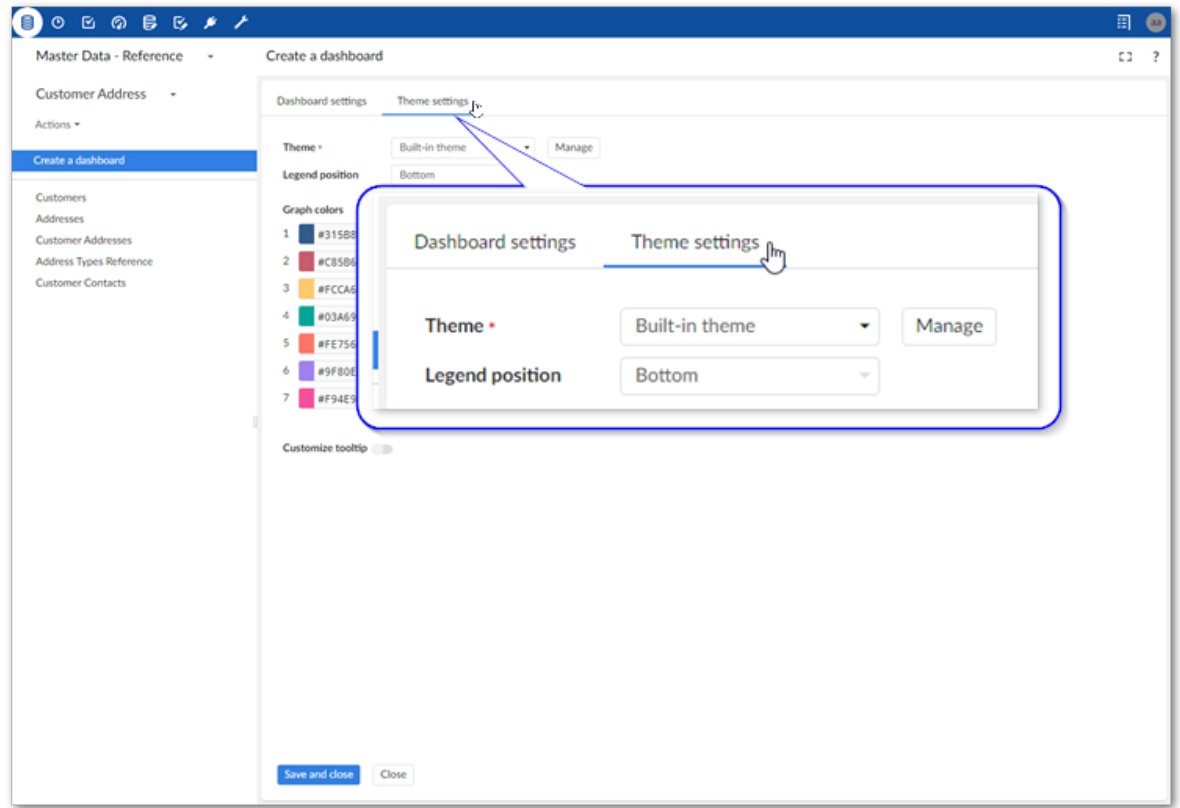 aa
Master Data - Reference
Create a dashboard
?
Customer Address
Actions
Create a dashboard
Customers
Addresses
Customer Addresses
Address Types Reference
Customer Contacts
Dashboard settings Theme settings
Theme • Built-in theme Manage
Legend position Bottom
Graph colors
1 #315B8
2 #C85B6
3 #FCCA6
4 #03A69
5 #FE756
6 #9F80E
7 #F94E9
Customize tooltip
Dashboard settings Theme settings
Theme • Built-in theme Manage
Legend position Bottom
Save and close Close